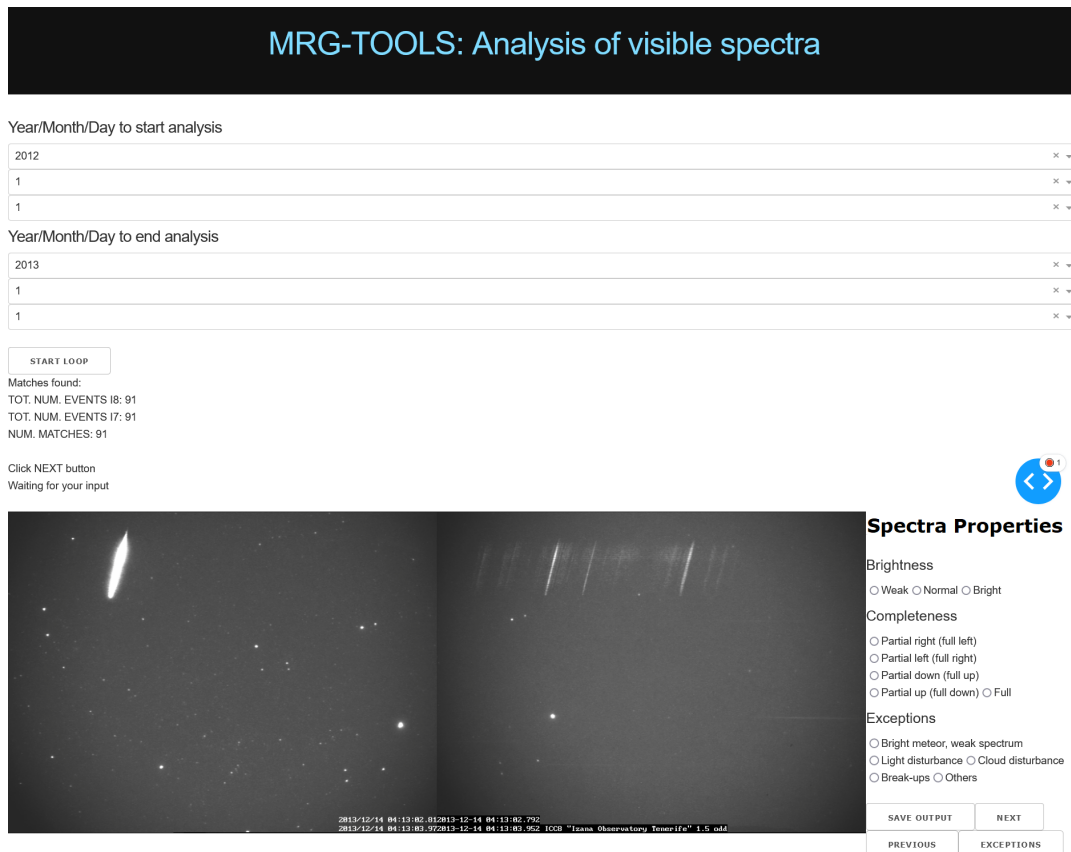 MRG-TOOLS: Analysis of visible spectra
Year/Month/Day to start analysis
2012
1
1
Year/Month/Day to end analysis
2013
1
1
START LOOP
Matches found:
TOT. NUM. EVENTS I8: 91
TOT. NUM. EVENTS I7: 91
NUM. MATCHES: 91
Click NEXT button
Waiting for your input
1
Spectra Properties
Brightness
Weak Normal Bright
Completeness
Partial right (full left)
Partial left (full right)
Partial down (full up)
Partial up (full down) Full
Exceptions
Bright meteor, weak spectrum
Light disturbance Cloud disturbance
Break-ups Others
SAVE OUTPUT NEXT
PREVIOUS EXCEPTIONS
2013/12/14 04:13:02.812013-12-14 04:13:02.792
2013/12/14 04:13:03.972013-12-14 04:13:03.952 ICC8 "Izana Observatory Tenerife" 1.5 odd